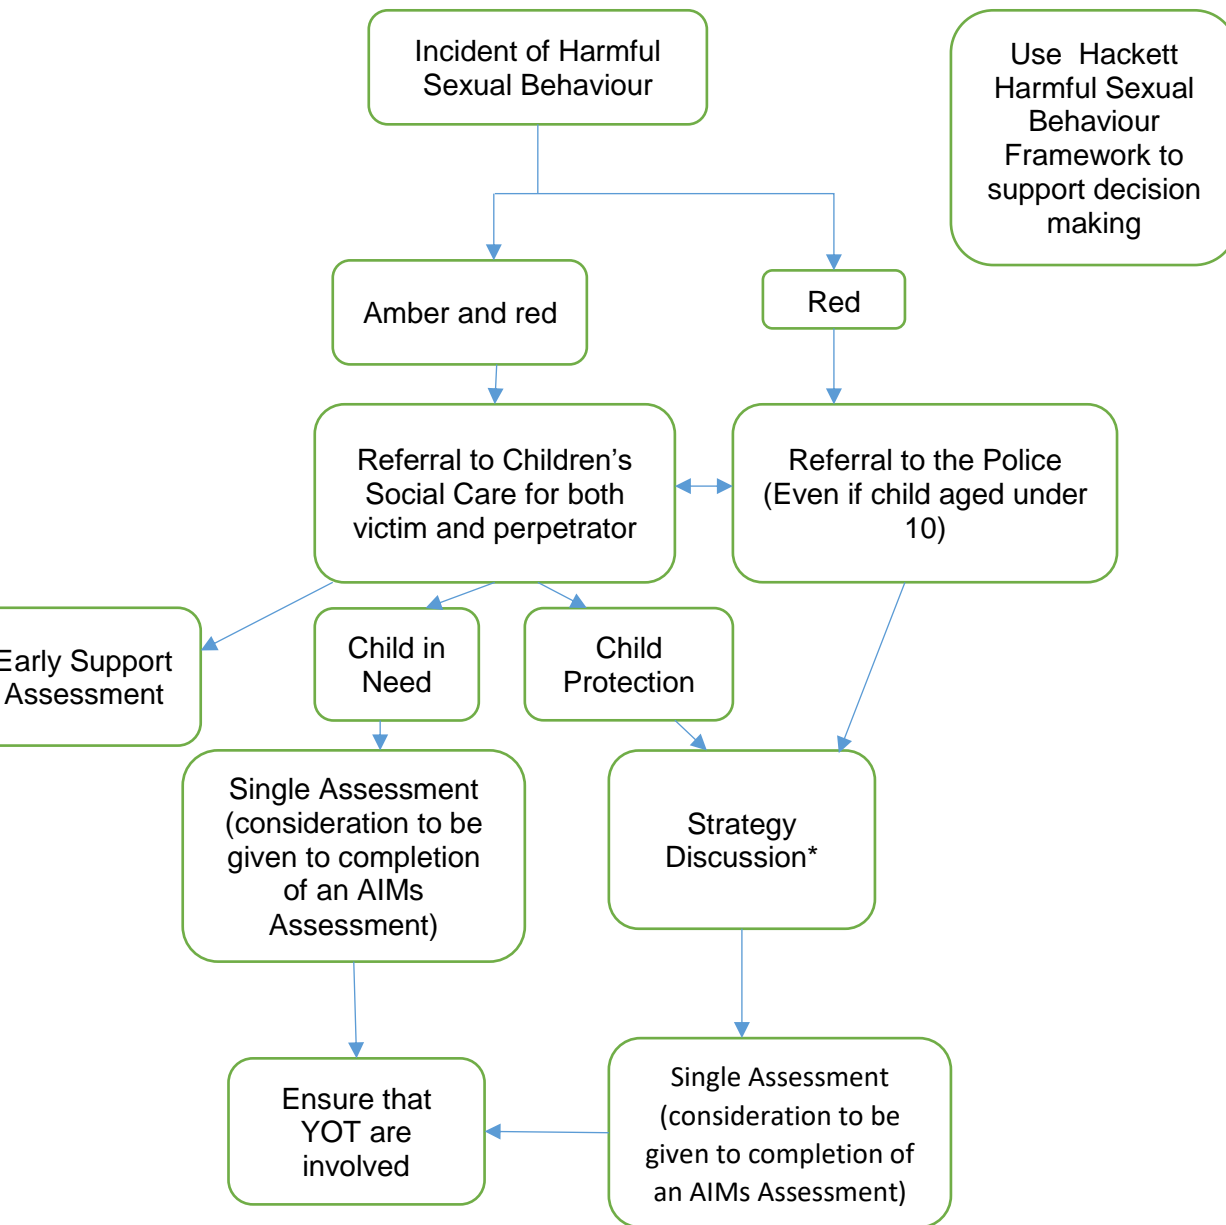 Incident of Harmful
Sexual Behaviour
Use Hackett
Harmful Sexual
Behaviour
Framework to
support decision
making
Amber and red
Red
Referral to Children’s
Social Care for both
victim and perpetrator
Referral to the Police
(Even if child aged under
10)
Early Support
Assessment
Child in
Need
Child
Protection
Single Assessment
(consideration to be
given to completion
of an AIMs
Assessment)
Strategy
Discussion*
Ensure that
YOT are
involved
Single Assessment
(consideration to be
given to completion of
an AIMs Assessment)